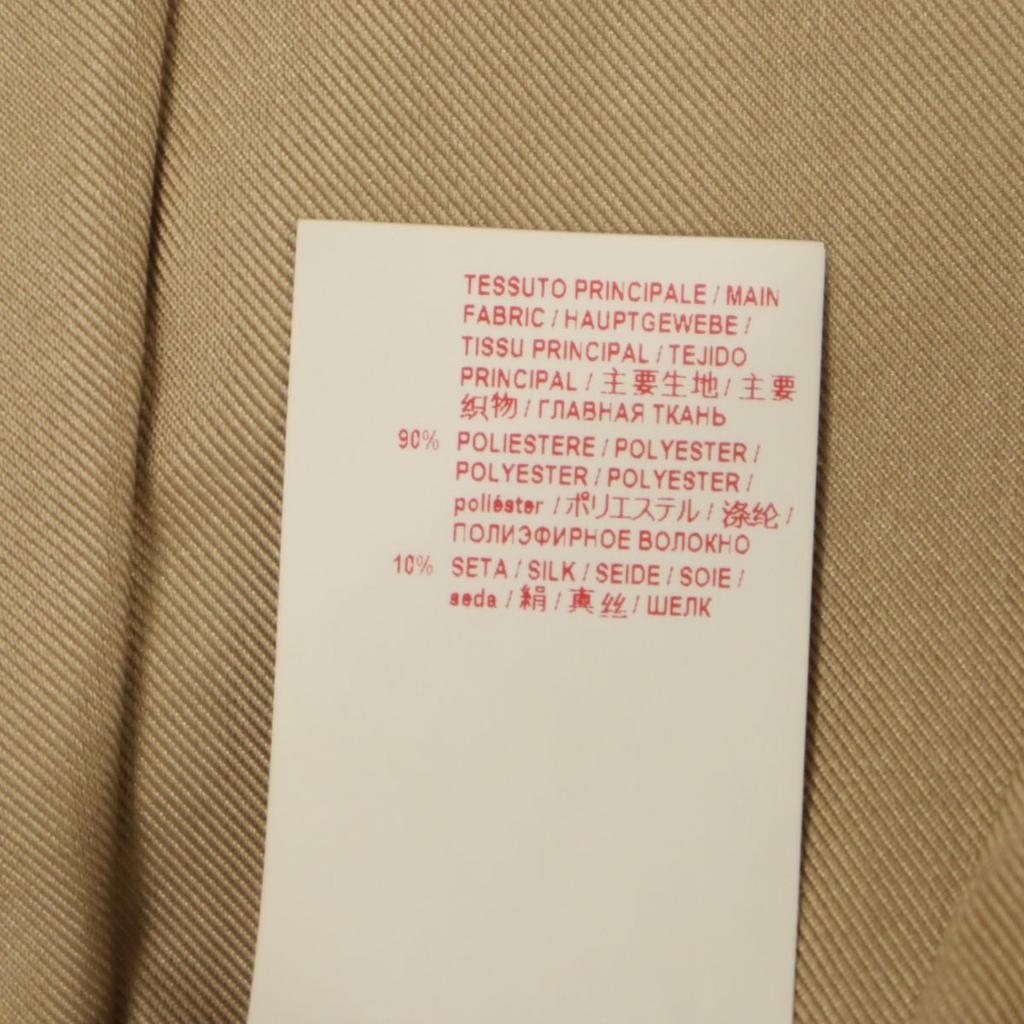 TESSUTO PRINCIPALE / MAIN
FABRIC / HAUPTGEWEBE /
TISSU PRINCIPAL / TEJIDO
PRINCIPAL / 主要生地 / 主要
织物 / ГЛАВНАЯ ТКАНЬ
90% POLIESTERE / POLYESTER /
POLYESTER / POLYESTER /
poliéster / ポリエステル / 涤纶 /
ПОЛИЭФИРНОЕ ВОЛОКНО
10% SETA / SILK / SEIDE / SOIE /
seda / 絹 / 真丝 / ШЕЛК